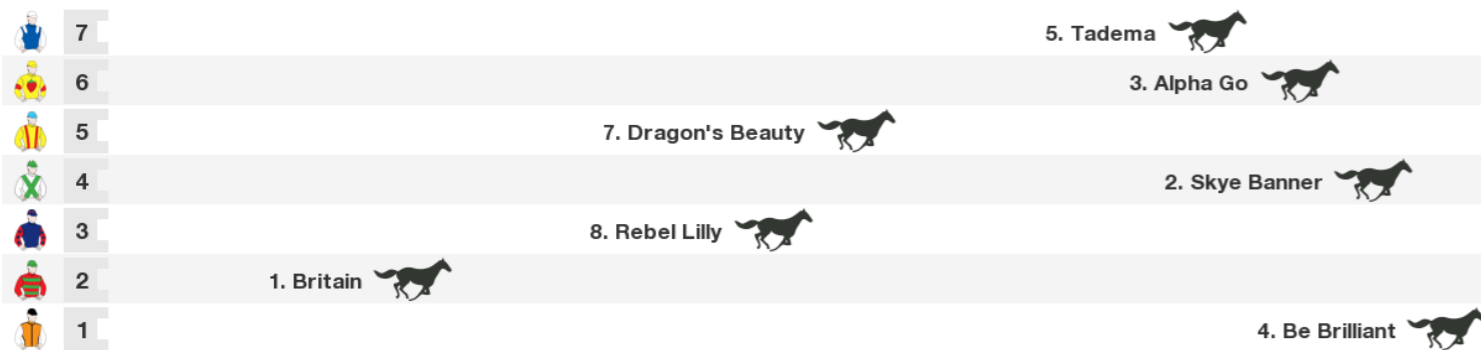 7 5. Tadema
6 3. Alpha Go
5 7. Dragon's Beauty
4 2. Skye Banner
3 8. Rebel Lilly
2 1. Britain
1 4. Be Brilliant